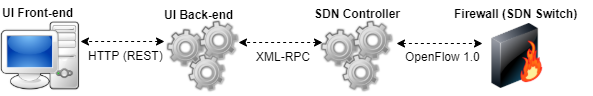 UI Front-end
UI Back-end
SDN Controller
Firewall (SDN Switch)
HTTP (REST)
XML-RPC
OpenFlow 1.0